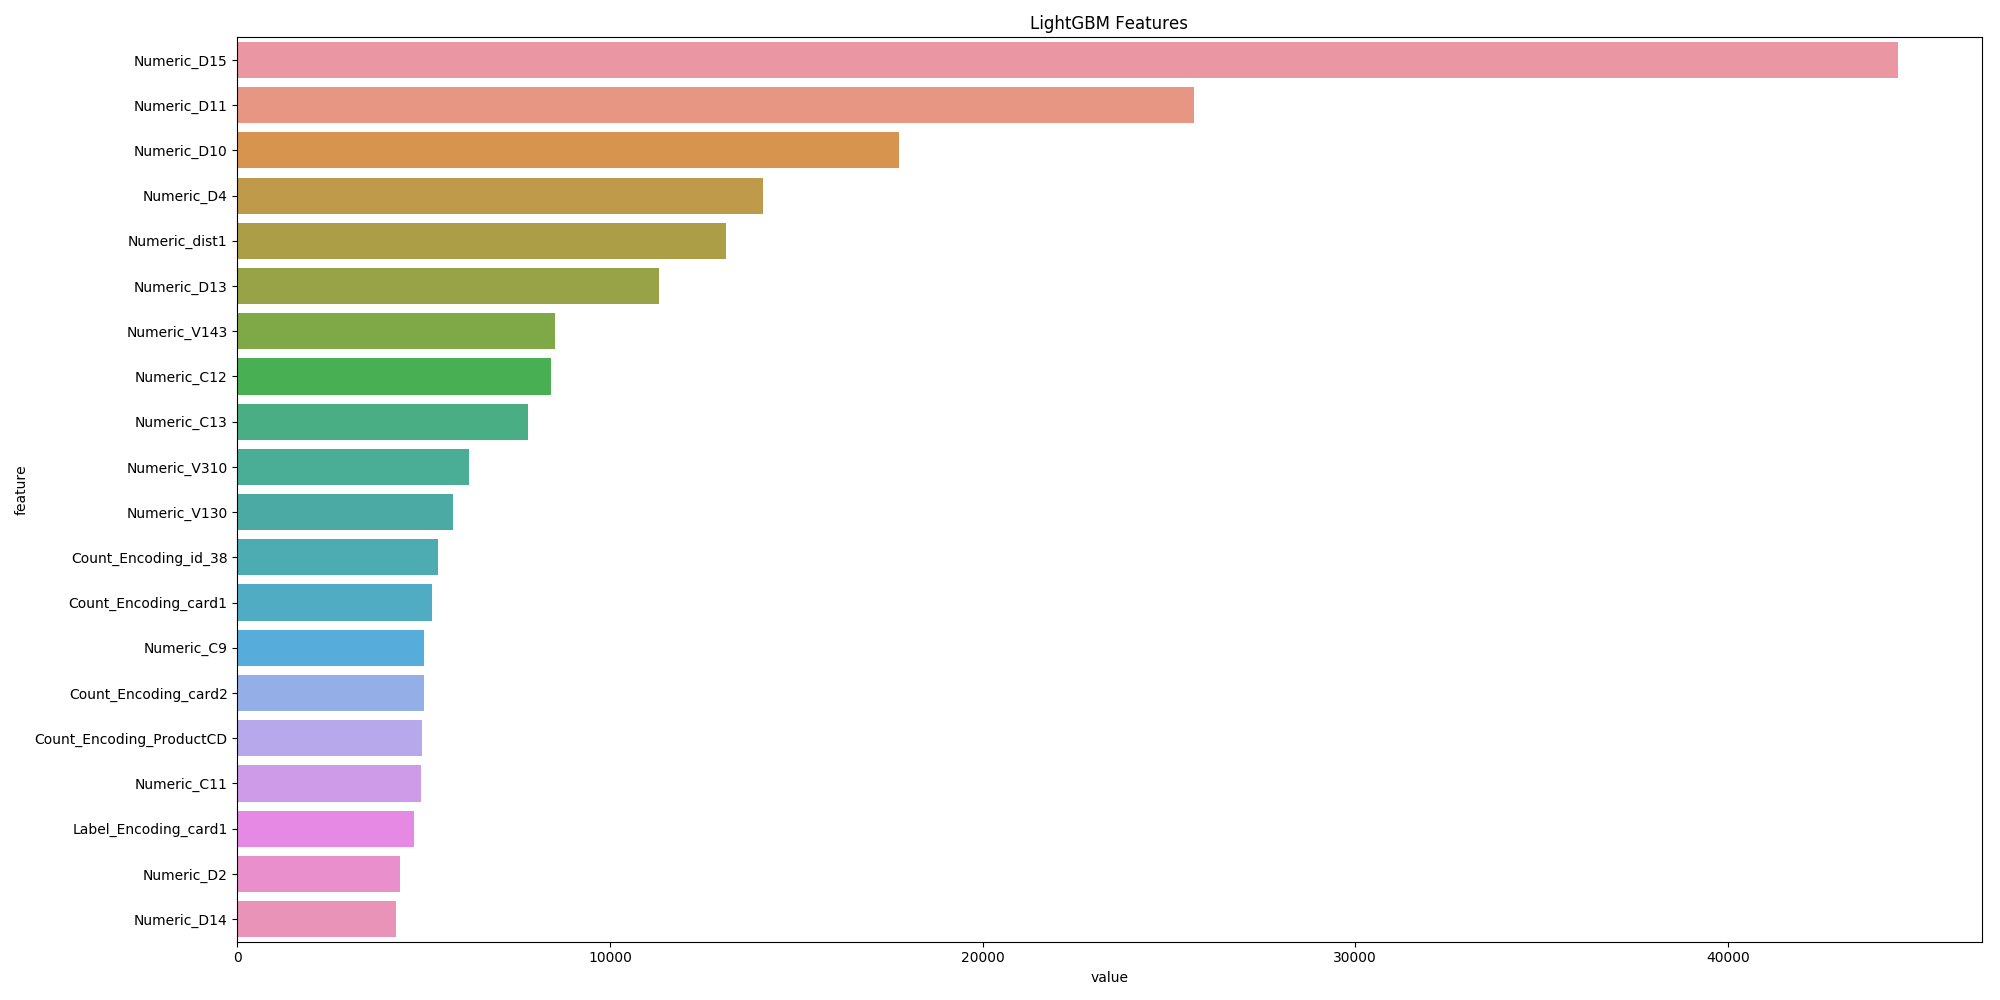 LightGBM Features
Numeric_D15
Numeric_D11
Numeric_D10
Numeric_D4
Numeric_dist1
Numeric_D13
Numeric_V143
Numeric_C12
Numeric_C13
Numeric_V310
Numeric_V130
Count_Encoding_id_38
Count_Encoding_card1
Numeric_C9
Count_Encoding_card2
Count_Encoding_ProductCD
Numeric_C11
Label_Encoding_card1
Numeric_D2
Numeric_D14
feature
0 10000 20000 30000 40000
value